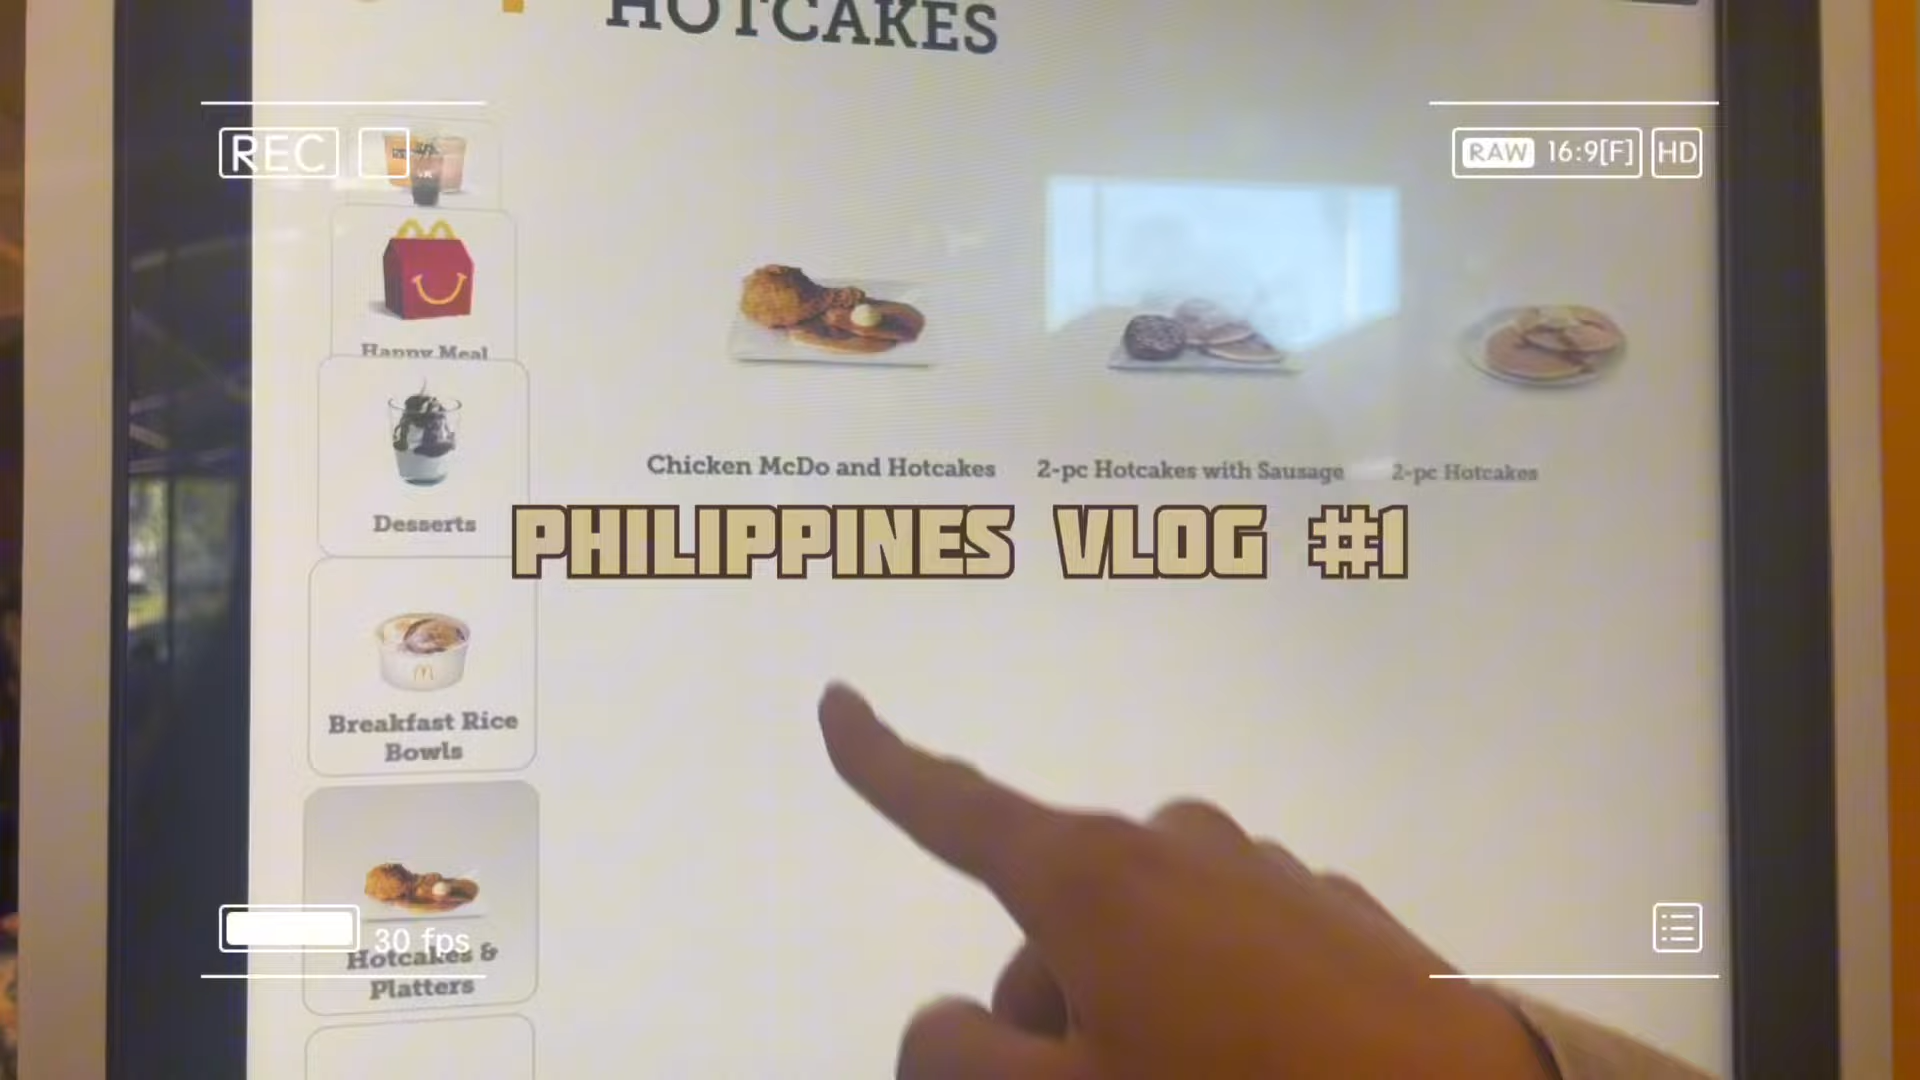 HOTCAKES
REC
RAW 16:9[F] HD
Happy Meal
Chicken McDo and Hotcakes
2-pc Hotcakes with Sausage
2-pc Hotcakes
Desserts
PHILIPPINES VLOG #1
Breakfast Rice
Bowls
30 fps
Hotcakes &
Platters